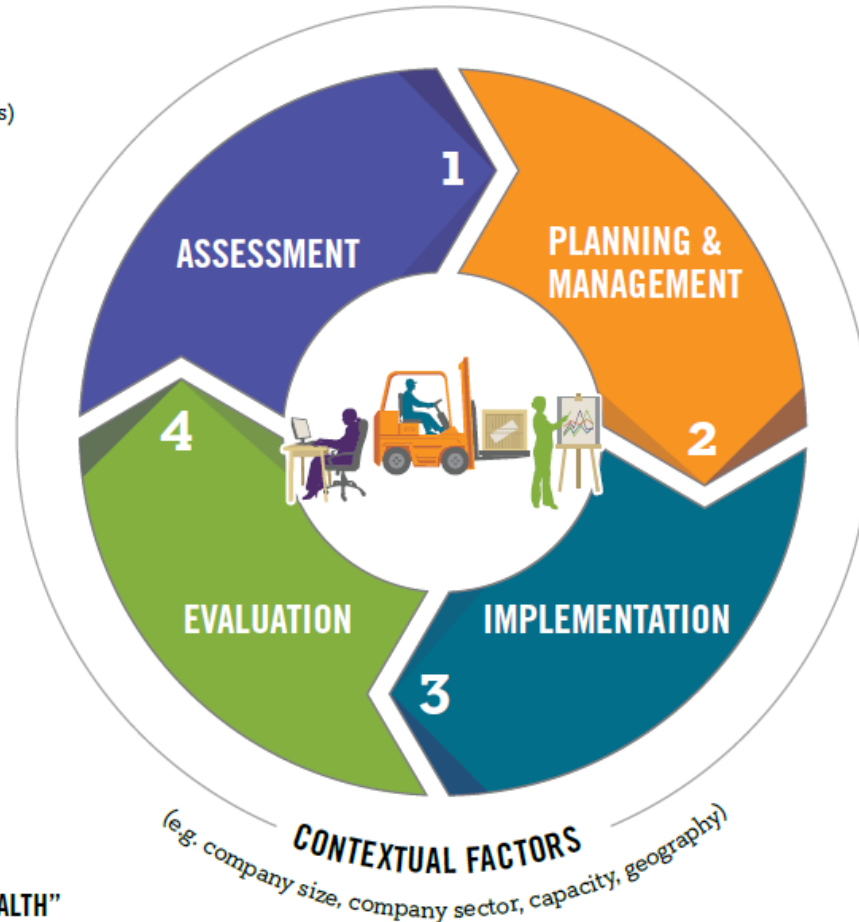 s)
1
ASSESSMENT
PLANNING &
MANAGEMENT
2
4
EVALUATION
IMPLEMENTATION
3
CONTEXTUAL FACTORS
(e.g. company size, company sector, capacity, geography)
ALTH”